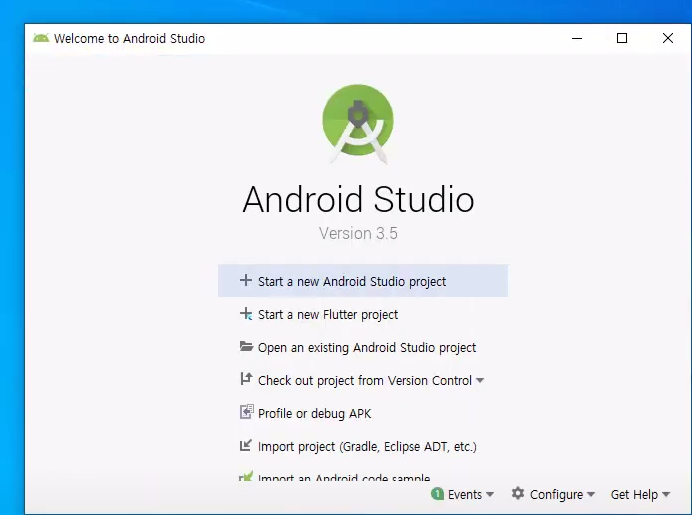 Welcome to Android Studio
Android Studio
Version 3.5
Start a new Android Studio project
Start a new Flutter project
Open an existing Android Studio project
Check out project from Version Control
Profile or debug APK
Import project (Gradle, Eclipse ADT, etc.)
Import an Android code sample
1 Events Configure Get Help